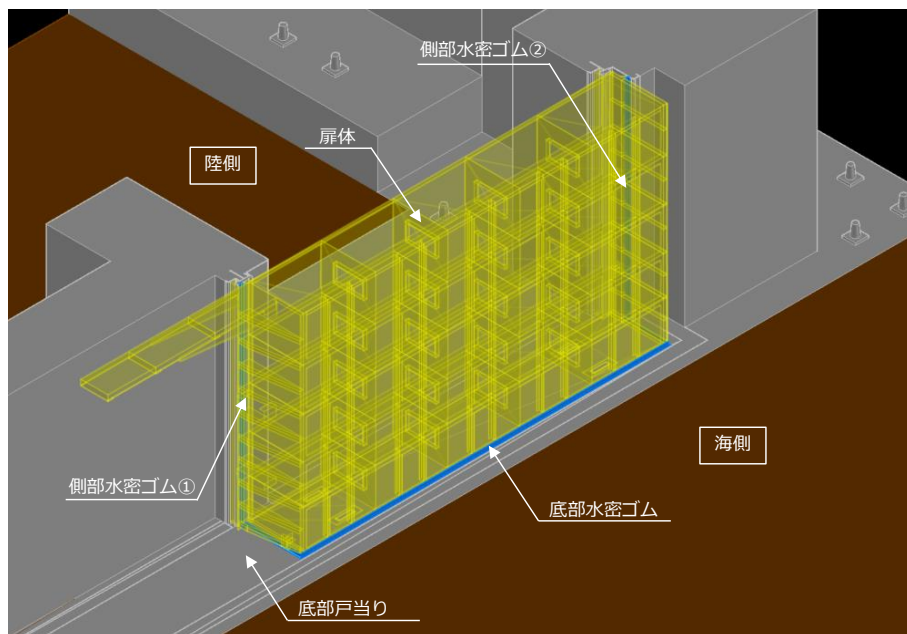 側部水密ゴム②
扉体
陸側
海側
側部水密ゴム①
底部水密ゴム
底部戸当り